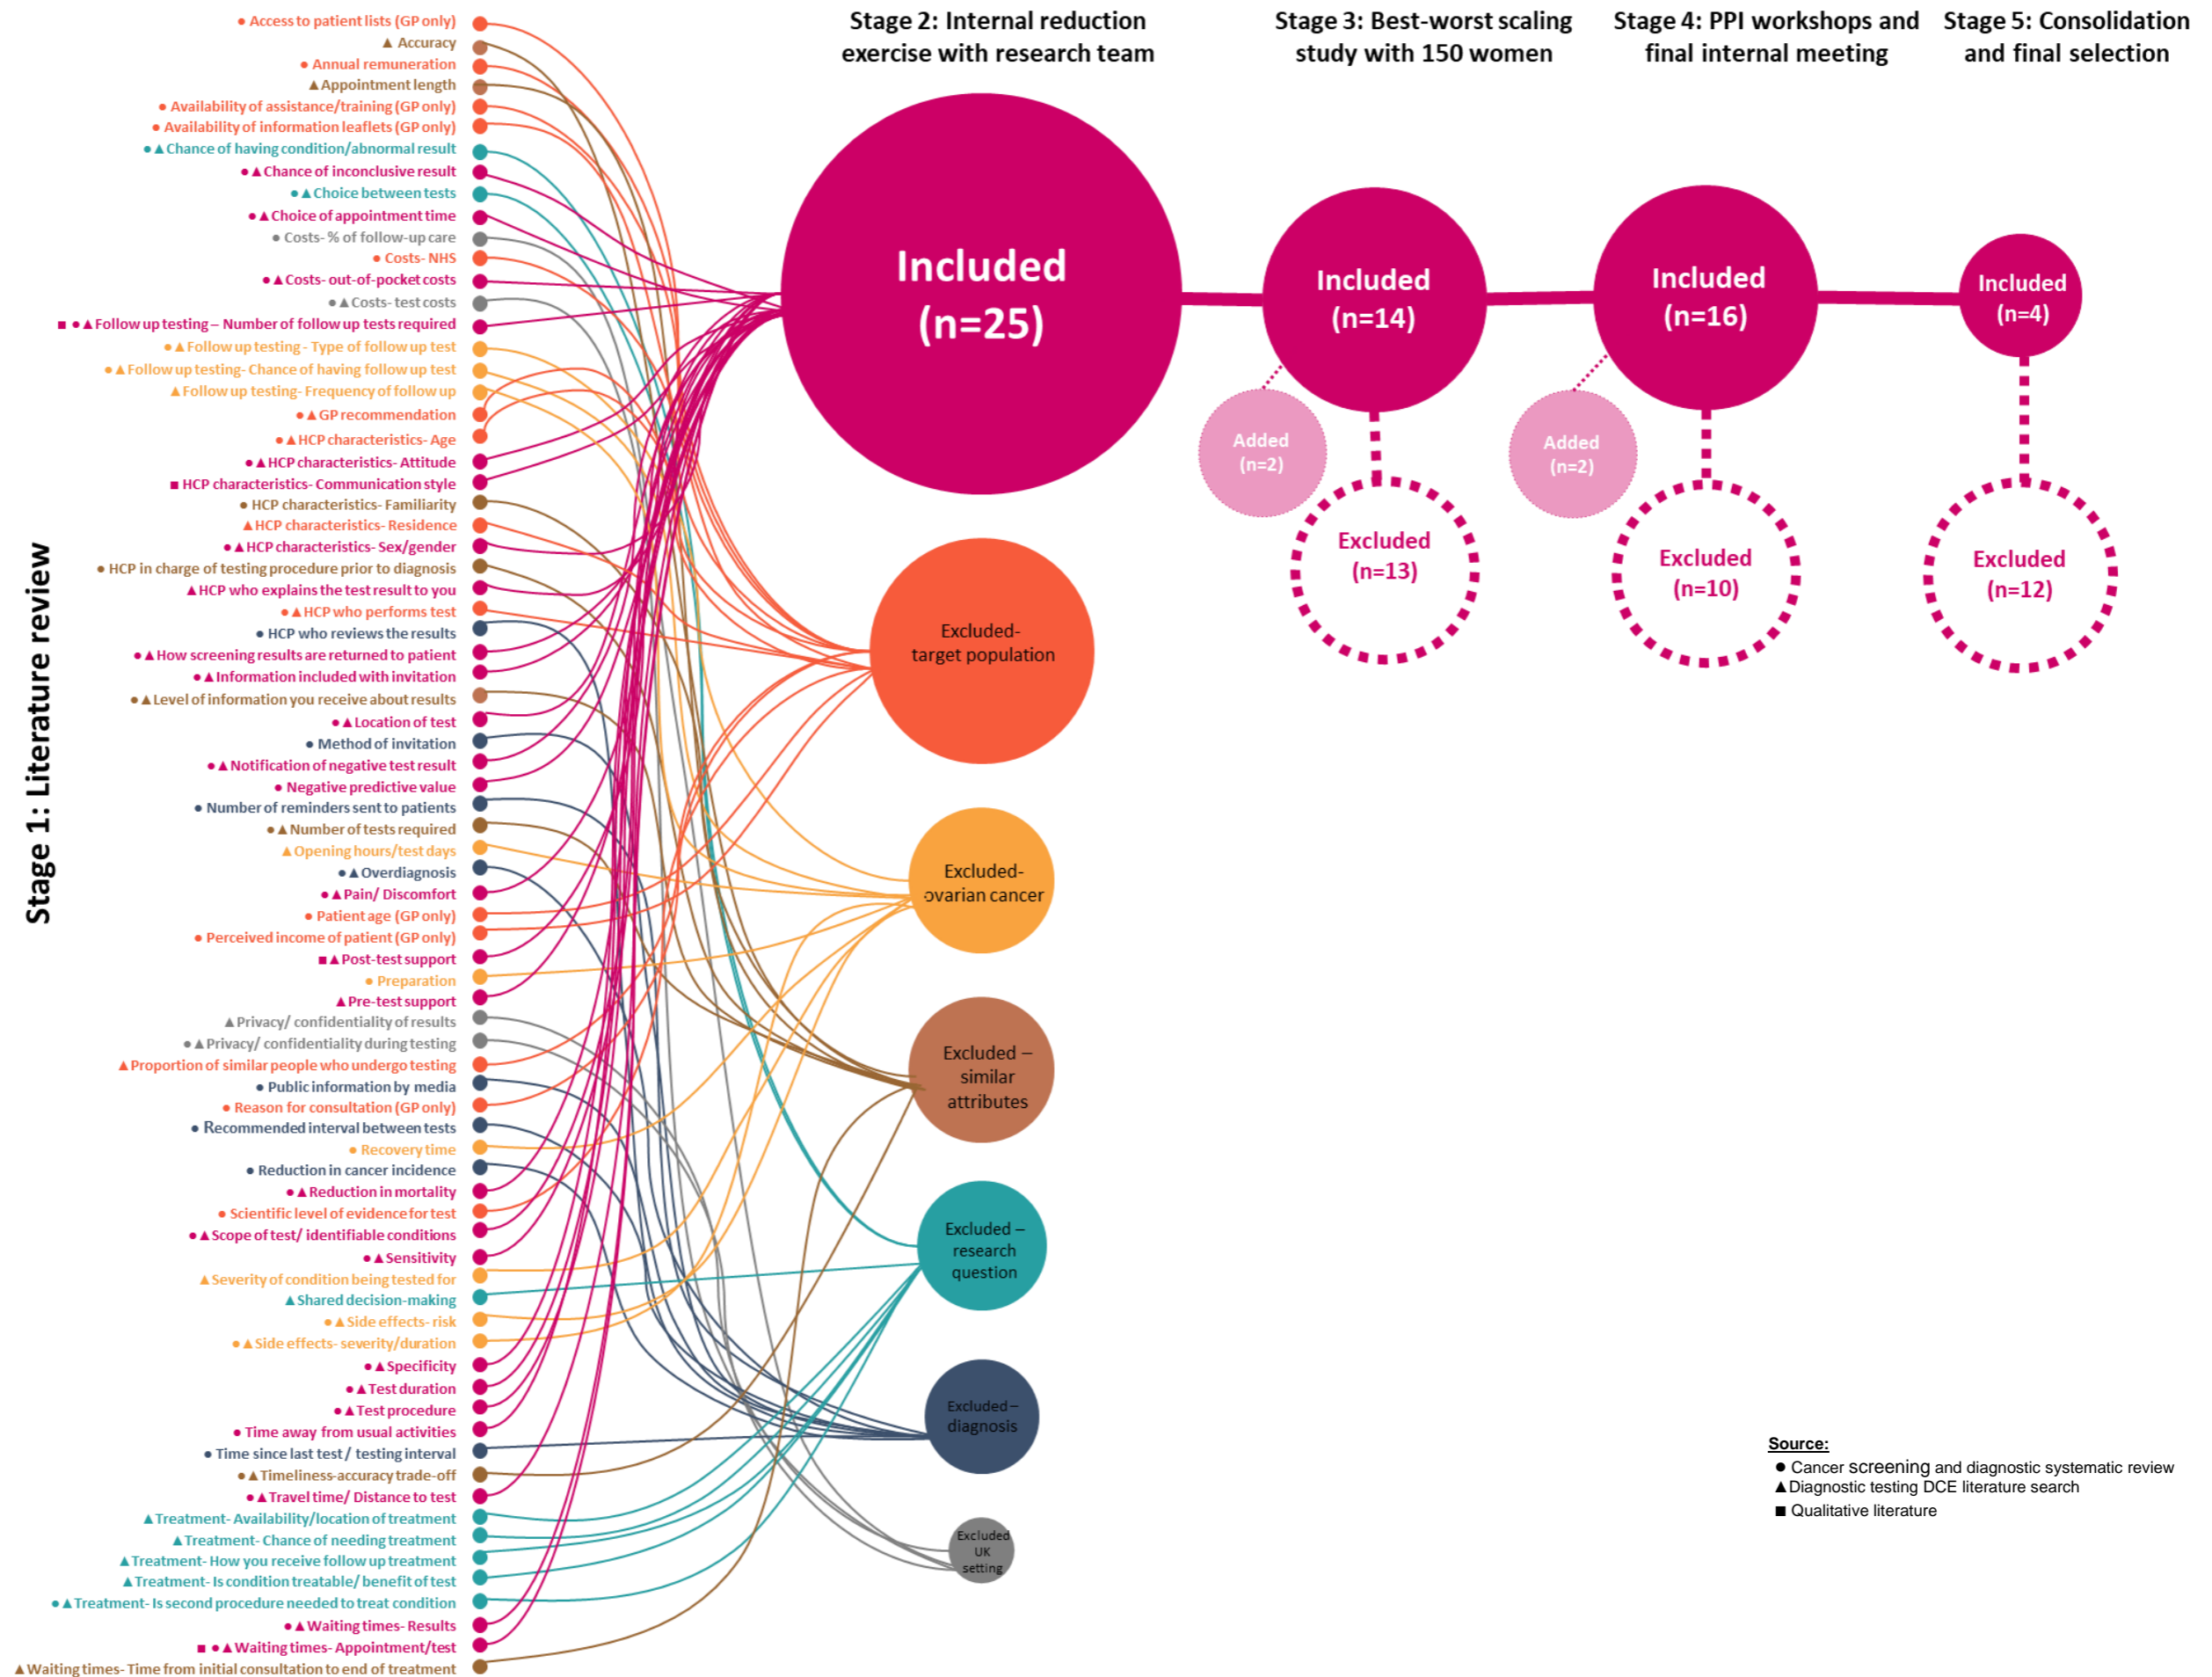 Stage 1: Literature review
● Access to patient lists (GP only)
▲ Accuracy
● Annual remuneration
▲Appointment length
● Availability of assistance/training (GP only)
● Availability of information leaflets (GP only)
●▲Chance of having condition/abnormal result
●▲Chance of inconclusive result
●▲Choice between tests
●▲Choice of appointment time
● Costs- % of follow-up care
● Costs- NHS
●▲Costs- out-of-pocket costs
●▲Costs- test costs
■ ●▲Follow up testing – Number of follow up tests required
●▲Follow up testing - Type of follow up test
●▲Follow up testing- Chance of having follow up test
▲Follow up testing- Frequency of follow up
●▲GP recommendation
●▲HCP characteristics- Age
●▲HCP characteristics- Attitude
■ HCP characteristics- Communication style
● HCP characteristics- Familiarity
▲HCP characteristics- Residence
●▲HCP characteristics- Sex/gender
● HCP in charge of testing procedure prior to diagnosis
▲HCP who explains the test result to you
●▲HCP who performs test
● HCP who reviews the results
●▲How screening results are returned to patient
●▲Information included with invitation
●▲Level of information you receive about results
●▲Location of test
● Method of invitation
●▲Notification of negative test result
● Negative predictive value
● Number of reminders sent to patients
●▲Number of tests required
▲Opening hours/test days
●▲Overdiagnosis
●▲Pain/ Discomfort
● Patient age (GP only)
● Perceived income of patient (GP only)
■▲Post-test support
● Preparation
▲Pre-test support
▲Privacy/ confidentiality of results
●▲Privacy/ confidentiality during testing
▲Proportion of similar people who undergo testing
● Public information by media
● Reason for consultation (GP only)
● Recommended interval between tests
● Recovery time
● Reduction in cancer incidence
●▲Reduction in mortality
● Scientific level of evidence for test
●▲Scope of test/ identifiable conditions
●▲Sensitivity
▲Severity of condition being tested for
▲Shared decision-making
●▲Side effects- risk
●▲Side effects- severity/duration
●▲Specificity
●▲Test duration
●▲Test procedure
● Time away from usual activities
● Time since last test / testing interval
●▲Timeliness-accuracy trade-off
●▲Travel time/ Distance to test
▲Treatment- Availability/location of treatment
▲Treatment- Chance of needing treatment
▲Treatment- How you receive follow up treatment
▲Treatment- Is condition treatable/ benefit of test
●▲Treatment- Is second procedure needed to treat condition
●▲Waiting times- Results
■ ●▲Waiting times- Appointment/test
▲Waiting times- Time from initial consultation to end of treatment
Stage 2: Internal reduction
exercise with research team
Included
(n=25)
Excluded-
target population
Excluded-
ovarian cancer
Excluded –
similar
attributes
Excluded –
research
question
Excluded–
diagnosis
Excluded
UK
setting
Stage 3: Best-worst scaling
study with 150 women
Included
(n=14)
Added
(n=2)
Excluded
(n=13)
Stage 4: PPI workshops and
final internal meeting
Included
(n=16)
Added
(n=2)
Excluded
(n=10)
Stage 5: Consolidation
and final selection
Included
(n=4)
Excluded
(n=12)
Source:
● Cancer screening and diagnostic systematic review
▲Diagnostic testing DCE literature search
■ Qualitative literature